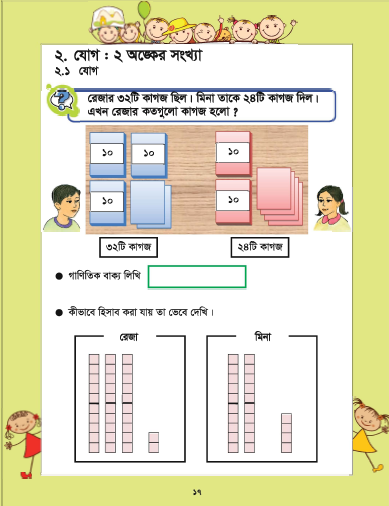 ২. যোগ : ২ অঙ্কের সংখ্যা
২.১ যোগ
রেজার ৩২টি কাগজ ছিল। মিনা তাকে ২৪টি কাগজ দিল।
এখন রেজার কতগুলো কাগজ হলো ?
১০ ১০ ১০
১০ ১০
৩২টি কাগজ ২৪টি কাগজ
● গাণিতিক বাক্য লিখি
● কীভাবে হিসাব করা যায় তা ভেবে দেখি।
রেজা মিনা
১৭